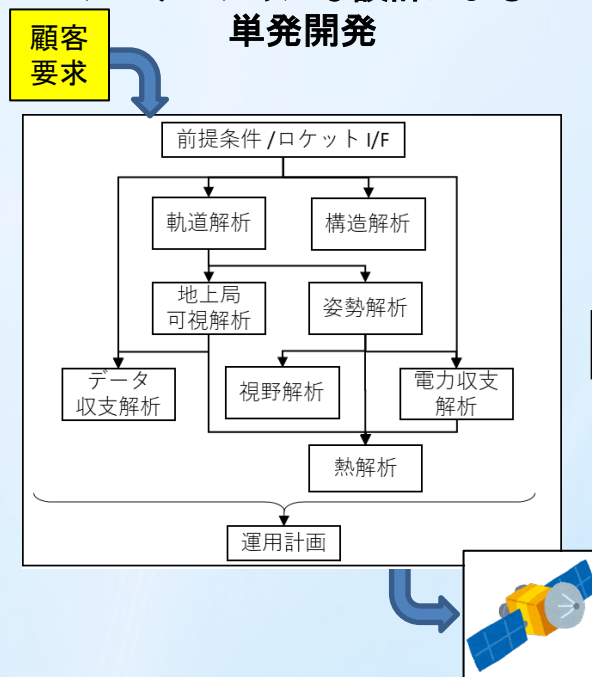 単発開発
顧客
要求
前提条件/ロケットI/F
軌道解析
構造解析
地上局
可視解析
姿勢解析
データ
収支解析
視野解析
電力収支
解析
熱解析
運用計画